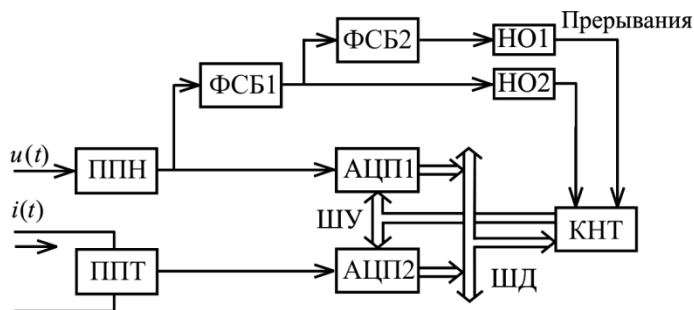 Прерывания
ФСБ2
НО1
ФСБ1
НО2
u(t)
ППН
АЦП1
i(t)
ШУ
КНТ
ППТ
АЦП2
ШД